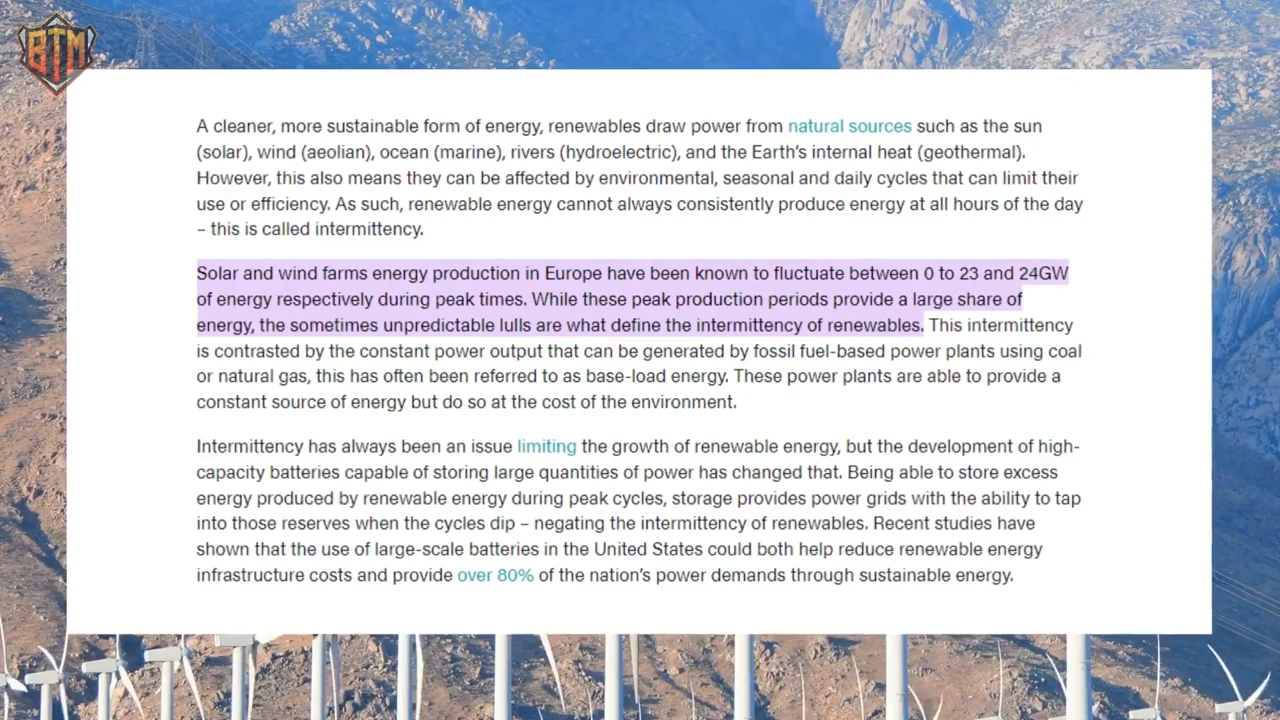 BTM
A cleaner, more sustainable form of energy, renewables draw power from natural sources such as the sun
(solar), wind (aeolian), ocean (marine), rivers (hydroelectric), and the Earth's internal heat (geothermal).
However, this also means they can be affected by environmental, seasonal and daily cycles that can limit their
use or efficiency. As such, renewable energy cannot always consistently produce energy at all hours of the day
– this is called intermittency.
Solar and wind farms energy production in Europe have been known to fluctuate between 0 to 23 and 24GW
of energy respectively during peak times. While these peak production periods provide a large share of
energy, the sometimes unpredictable lulls are what define the intermittency of renewables. This intermittency
is contrasted by the constant power output that can be generated by fossil fuel-based power plants using coal
or natural gas, this has often been referred to as base-load energy. These power plants are able to provide a
constant source of energy but do so at the cost of the environment.
Intermittency has always been an issue limiting the growth of renewable energy, but the development of high-
capacity batteries capable of storing large quantities of power has changed that. Being able to store excess
energy produced by renewable energy during peak cycles, storage provides power grids with the ability to tap
into those reserves when the cycles dip – negating the intermittency of renewables. Recent studies have
shown that the use of large-scale batteries in the United States could both help reduce renewable energy
infrastructure costs and provide over 80% of the nation's power demands through sustainable energy.